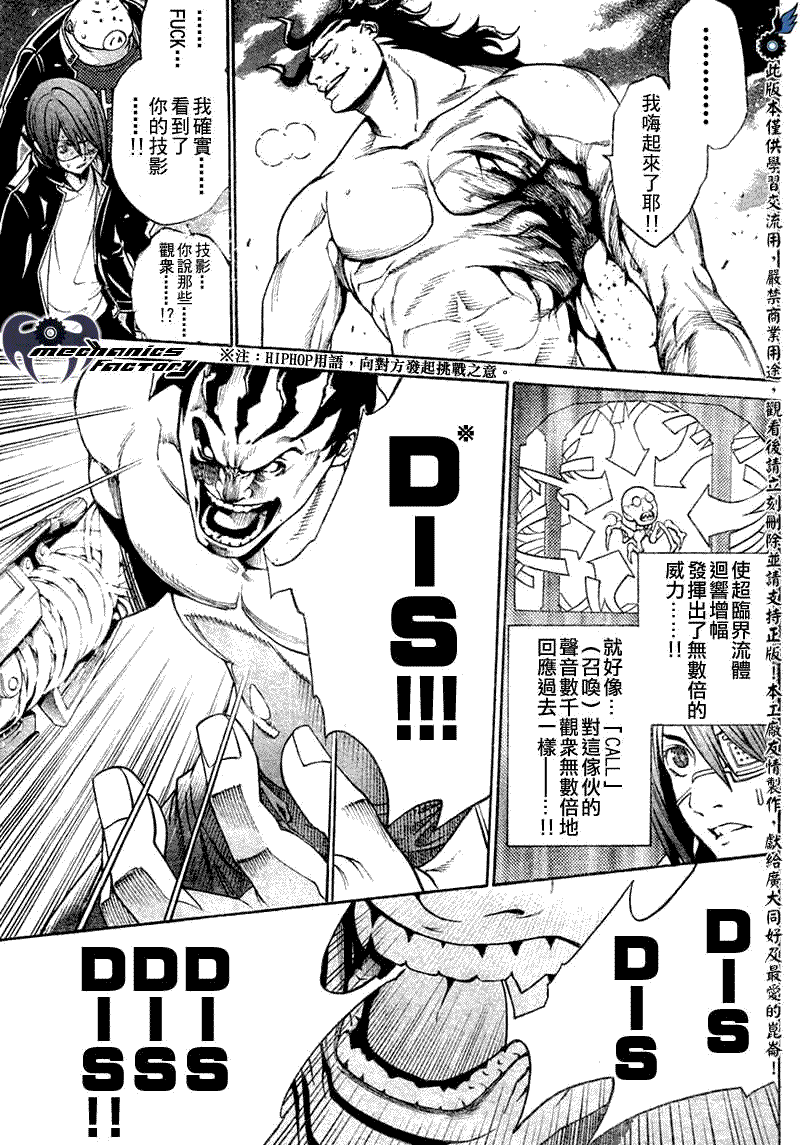 ………
我嗨起來了耶!!
……
FUCK…
……!!
我確實……
看到了
你的技影
……!!
技影…
你說那些……
觀衆……!?
mechanics
factory
※注：HIPHOP用語，向對方發起挑戰之意。
使超臨界流體
迴響增幅
發揮出了無數倍的
威力……!!
就好像…「CALL」
（召喚）對這傢伙的
聲音數千觀衆無數倍地
回應過去一樣——…!!
※
DIS!!!
DIS
DIS
DIS
DISS
DIS!!
此版本僅供學習交流用，嚴禁商業用途，觀看後請立刻刪除並請支持正版！本工廠友情製作，獻給廣大同好及最愛的崑崙！